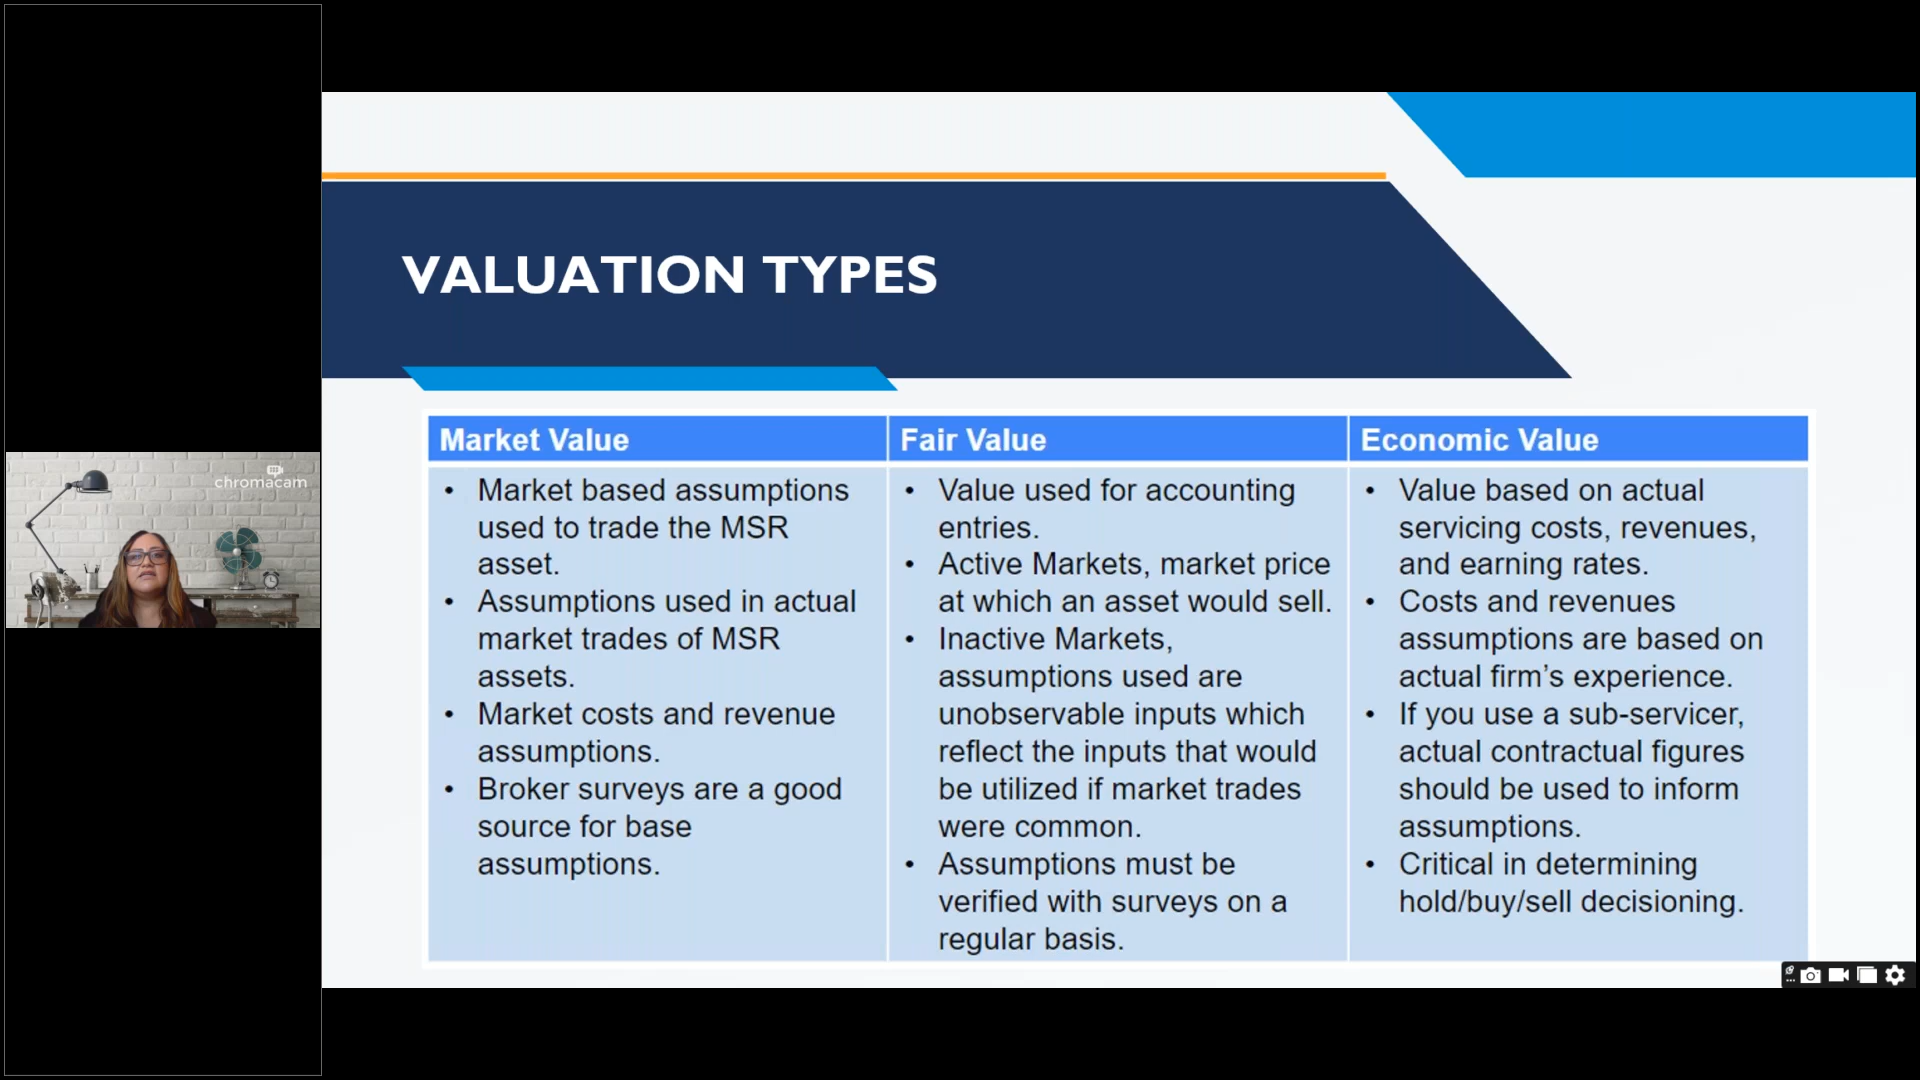 chromacam
VALUATION TYPES
Market Value
• Market based assumptions
used to trade the MSR
asset.
• Assumptions used in actual
market trades of MSR
assets.
• Market costs and revenue
assumptions.
• Broker surveys are a good
source for base
assumptions.
Fair Value
• Value used for accounting
entries.
• Active Markets, market price
at which an asset would sell.
• Inactive Markets,
assumptions used are
unobservable inputs which
reflect the inputs that would
be utilized if market trades
were common.
• Assumptions must be
verified with surveys on a
regular basis.
Economic Value
• Value based on actual
servicing costs, revenues,
and earning rates.
• Costs and revenues
assumptions are based on
actual firm’s experience.
• If you use a sub-servicer,
actual contractual figures
should be used to inform
assumptions.
• Critical in determining
hold/buy/sell decisioning.